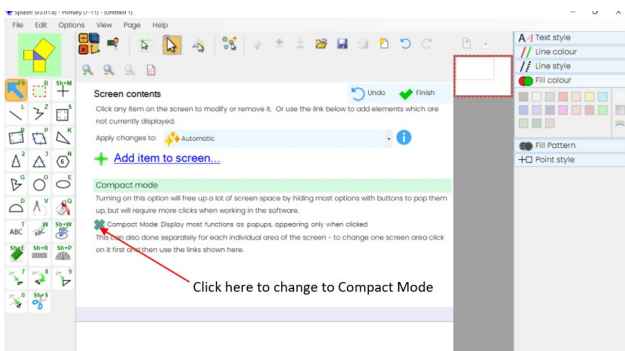 File Edit Options View Page Help
Screen contents
Undo
Finish
Click any item on the screen to modify or remove it. Or use the link below to add elements which are
not currently displayed.
Apply changes to:
Automatic
Add item to screen...
Compact mode
Turning on this option will free up a lot of screen space by hiding most options with buttons to pop them
up, but will require more clicks when working in the software.
Compact Mode: Display most functions as popups, appearing only when clicked
This can also done separately for each individual area of the screen - to change one screen area click
on it first and then use the links shown here.
Click here to change to Compact Mode
Text style
Line colour
Line style
Fill colour
Fill Pattern
Point style
ABC